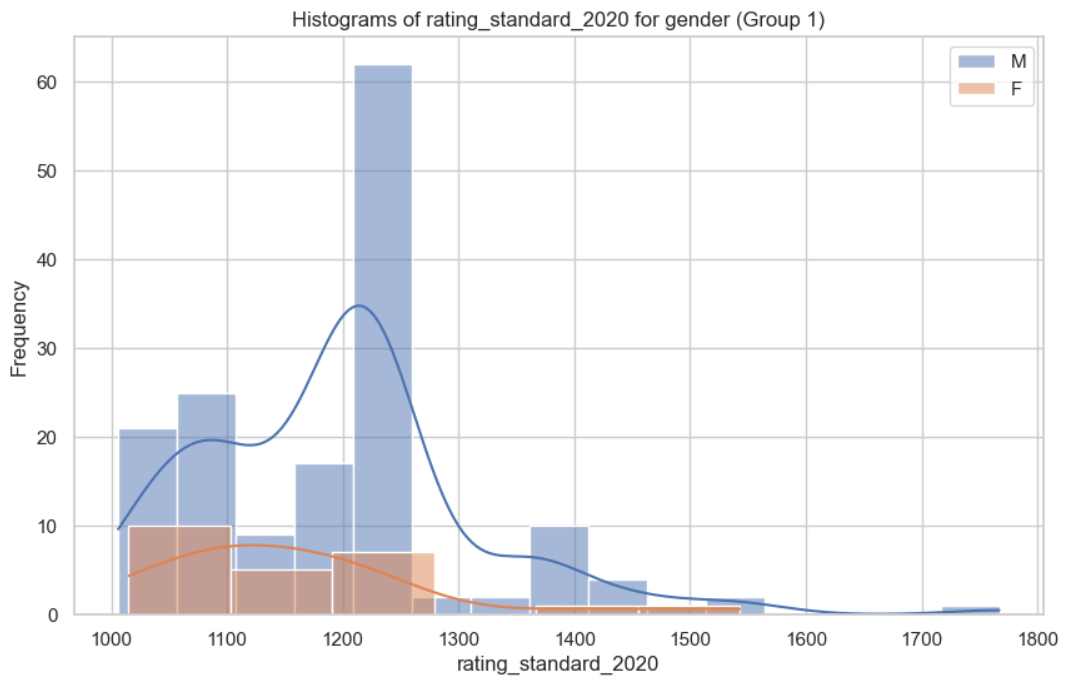 Histograms of rating_standard_2020 for gender (Group 1)
M
F
60
50
40
30
20
10
0
Frequency
1000 1100 1200 1300 1400 1500 1600 1700 1800
rating_standard_2020